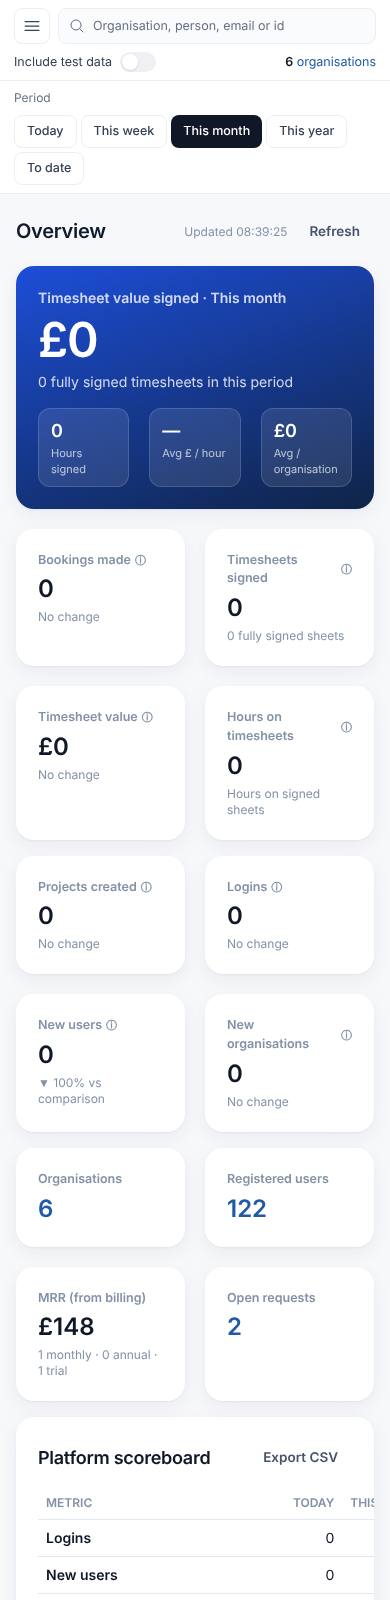 Organisation, person, email or id
Include test data
6 organisations
Period
Today
This week
This month
This year
To date
Overview
Updated 08:39:25
Refresh
Timesheet value signed · This month
£0
0 fully signed timesheets in this period
0
Hours
signed
—
Avg £ / hour
£0
Avg /
organisation
Bookings made ⓘ
0
No change
Timesheets
signed ⓘ
0
0 fully signed sheets
Timesheet value ⓘ
£0
No change
Hours on
timesheets ⓘ
0
Hours on signed
sheets
Projects created ⓘ
0
No change
Logins ⓘ
0
No change
New users ⓘ
0
▼ 100% vs
comparison
New
organisations ⓘ
0
No change
Organisations
6
Registered users
122
MRR (from billing)
£148
1 monthly · 0 annual ·
1 trial
Open requests
2
Platform scoreboard
Export CSV
METRIC TODAY
Logins 0
New users 0